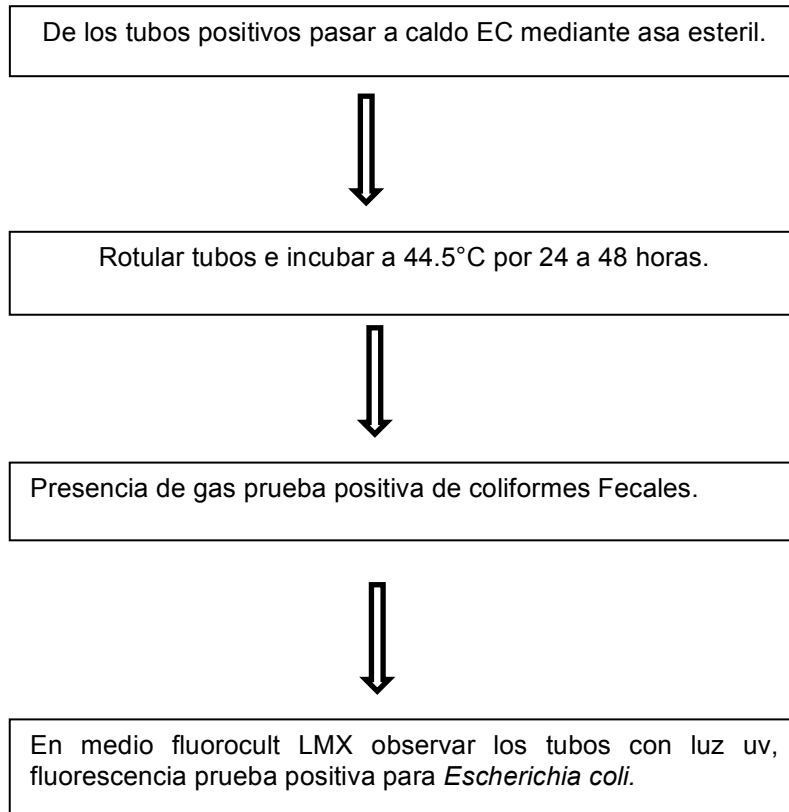 De los tubos positivos pasar a caldo EC mediante asa esteril.
Rotular tubos e incubar a 44.5°C por 24 a 48 horas.
Presencia de gas prueba positiva de coliformes Fecales.
En medio fluorocult LMX observar los tubos con luz uv,
fluorescencia prueba positiva para Escherichia coli.